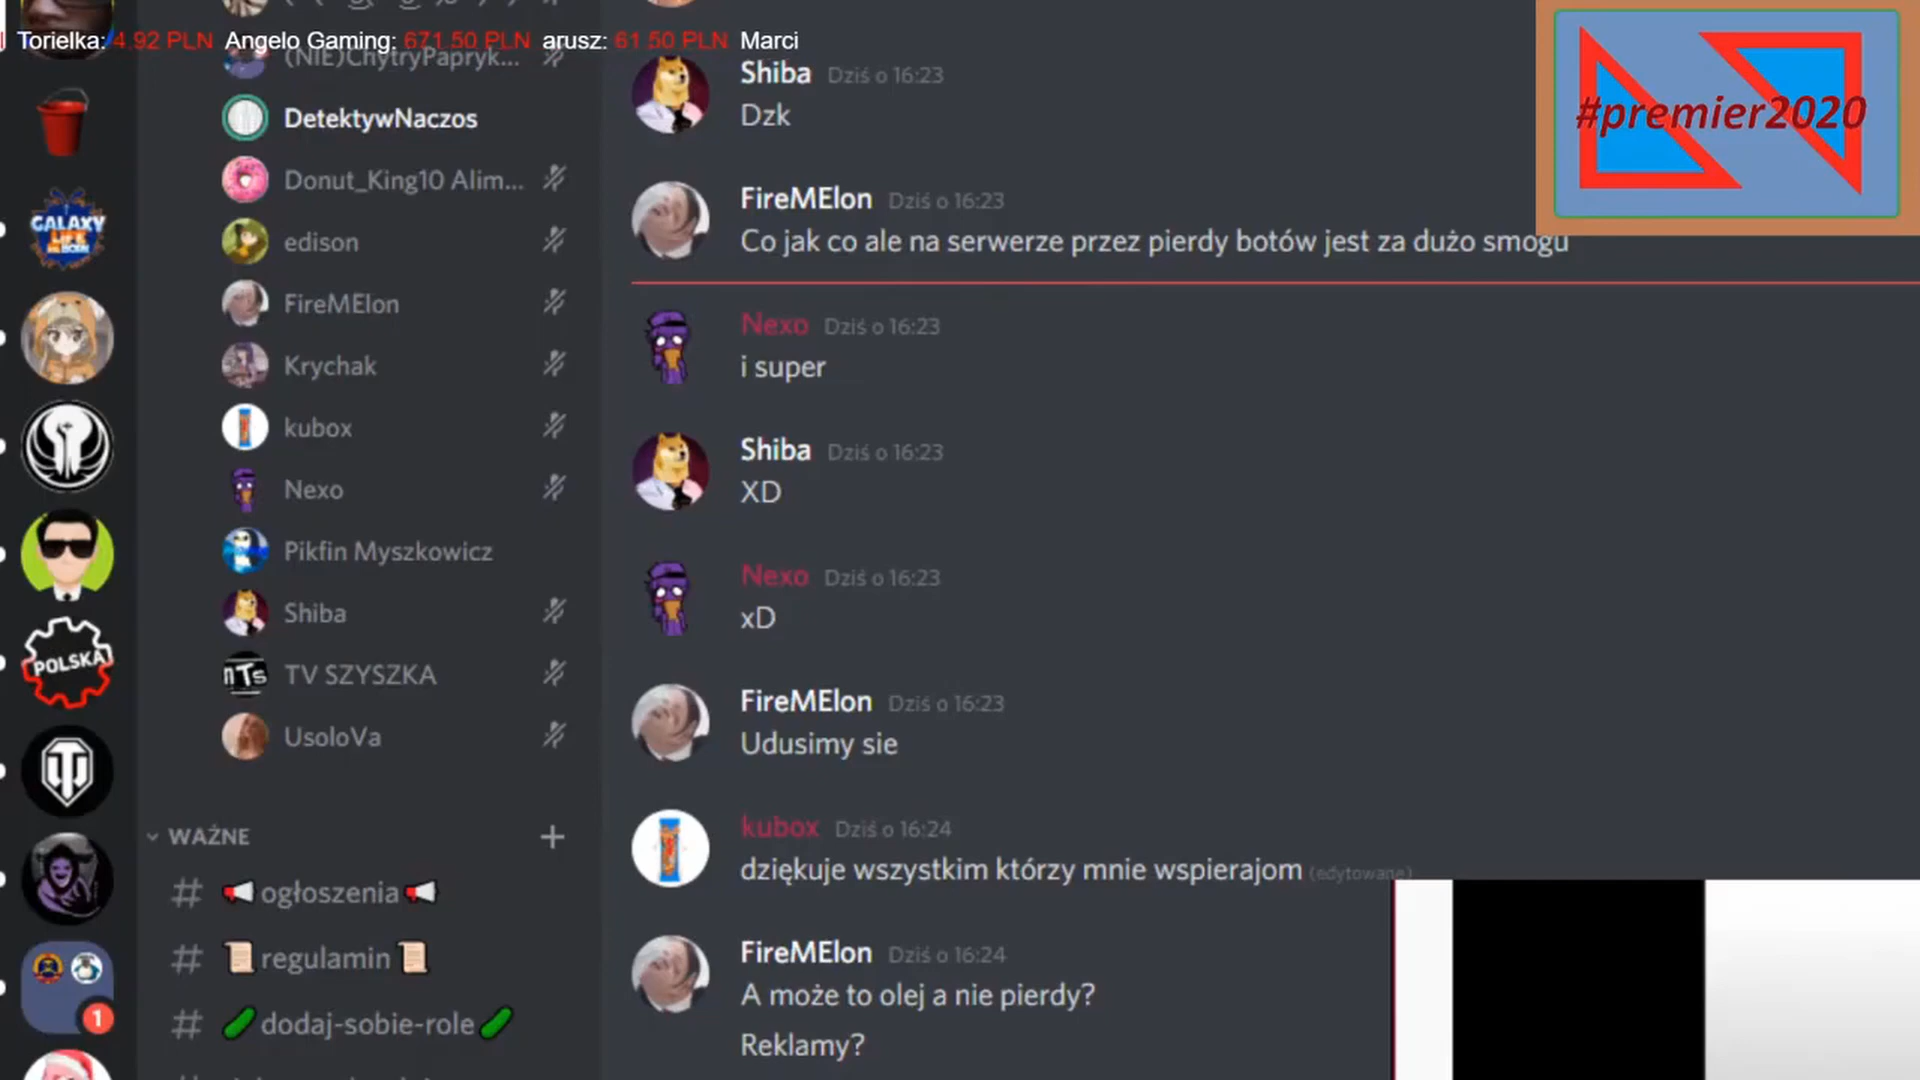 Torielka: 4.92 PLN Angelo Gaming: 671.50 PLN arusz: 61.50 PLN Marci
(NIE)ChytryPapryk...
DetektywNaczos
Donut_King10 Alim...
edison
FireMElon
Krychak
kubox
Nexo
Pikfin Myszkowicz
Shiba
TV SZYSZKA
UsoloVa
WAŻNE
# ogłoszenia
# regulamin
# dodaj-sobie-role
GALAXY
LIFE
POLSKA
1
nTs
Shiba Dziś o 16:23
Dzk
FireMElon Dziś o 16:23
Co jak co ale na serwerze przez pierdy botów jest za dużo smogu
Nexo Dziś o 16:23
i super
Shiba Dziś o 16:23
XD
Nexo Dziś o 16:23
xD
FireMElon Dziś o 16:23
Udusimy sie
kubox Dziś o 16:24
dziękuje wszystkim którzy mnie wspierajom (edytowane)
FireMElon Dziś o 16:24
A może to olej a nie pierdy?
Reklamy?
#premier2020